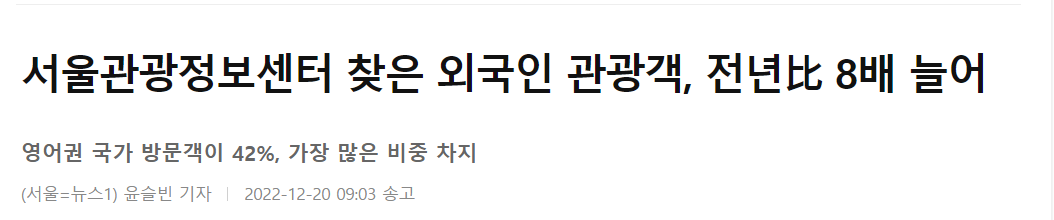 서울관광정보센터 찾은 외국인 관광객, 전년比 8배 늘어
영어권 국가 방문객이 42%, 가장 많은 비중 차지
(서울=뉴스1) 윤슬빈 기자 | 2022-12-20 09:03 송고